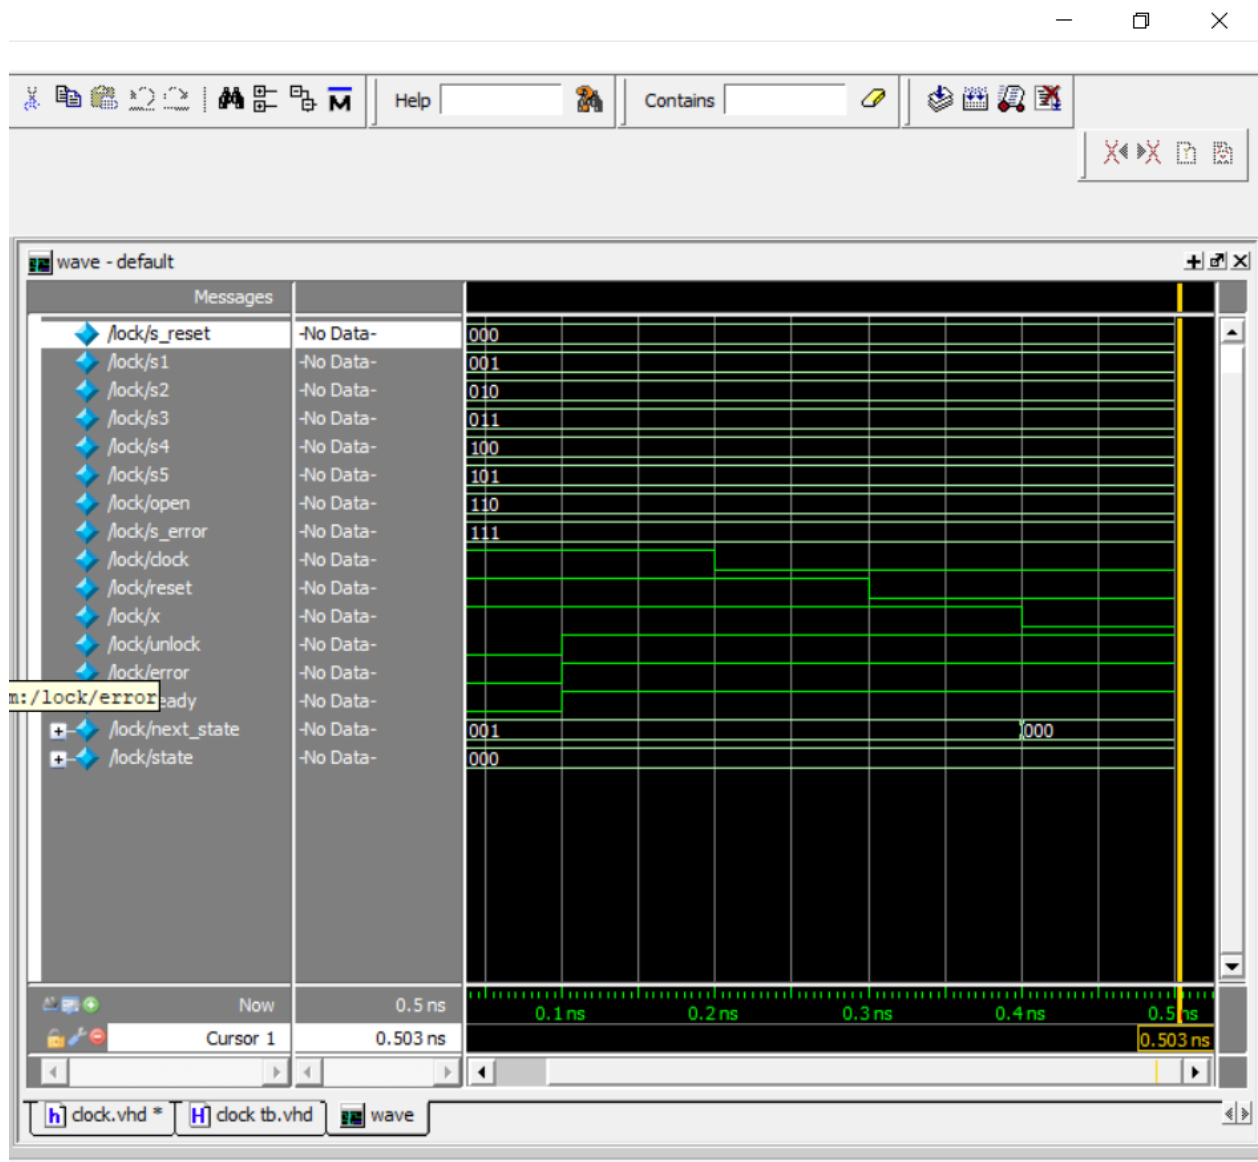 Help
Contains
wave - default
Messages
/lock/s_reset -No Data- 000
/lock/s1 -No Data- 001
/lock/s2 -No Data- 010
/lock/s3 -No Data- 011
/lock/s4 -No Data- 100
/lock/s5 -No Data- 101
/lock/open -No Data- 110
/lock/s_error -No Data- 111
/lock/clock -No Data-
/lock/reset -No Data-
/lock/x -No Data-
/lock/unlock -No Data-
/lock/error -No Data-
m:/lock/error eady -No Data-
/lock/next_state -No Data- 001 000
/lock/state -No Data- 000
Now 0.5 ns 0.1 ns 0.2 ns 0.3 ns 0.4 ns 0.5 ns
Cursor 1 0.503 ns 0.503 ns
h clock.vhd * H clock tb.vhd wave